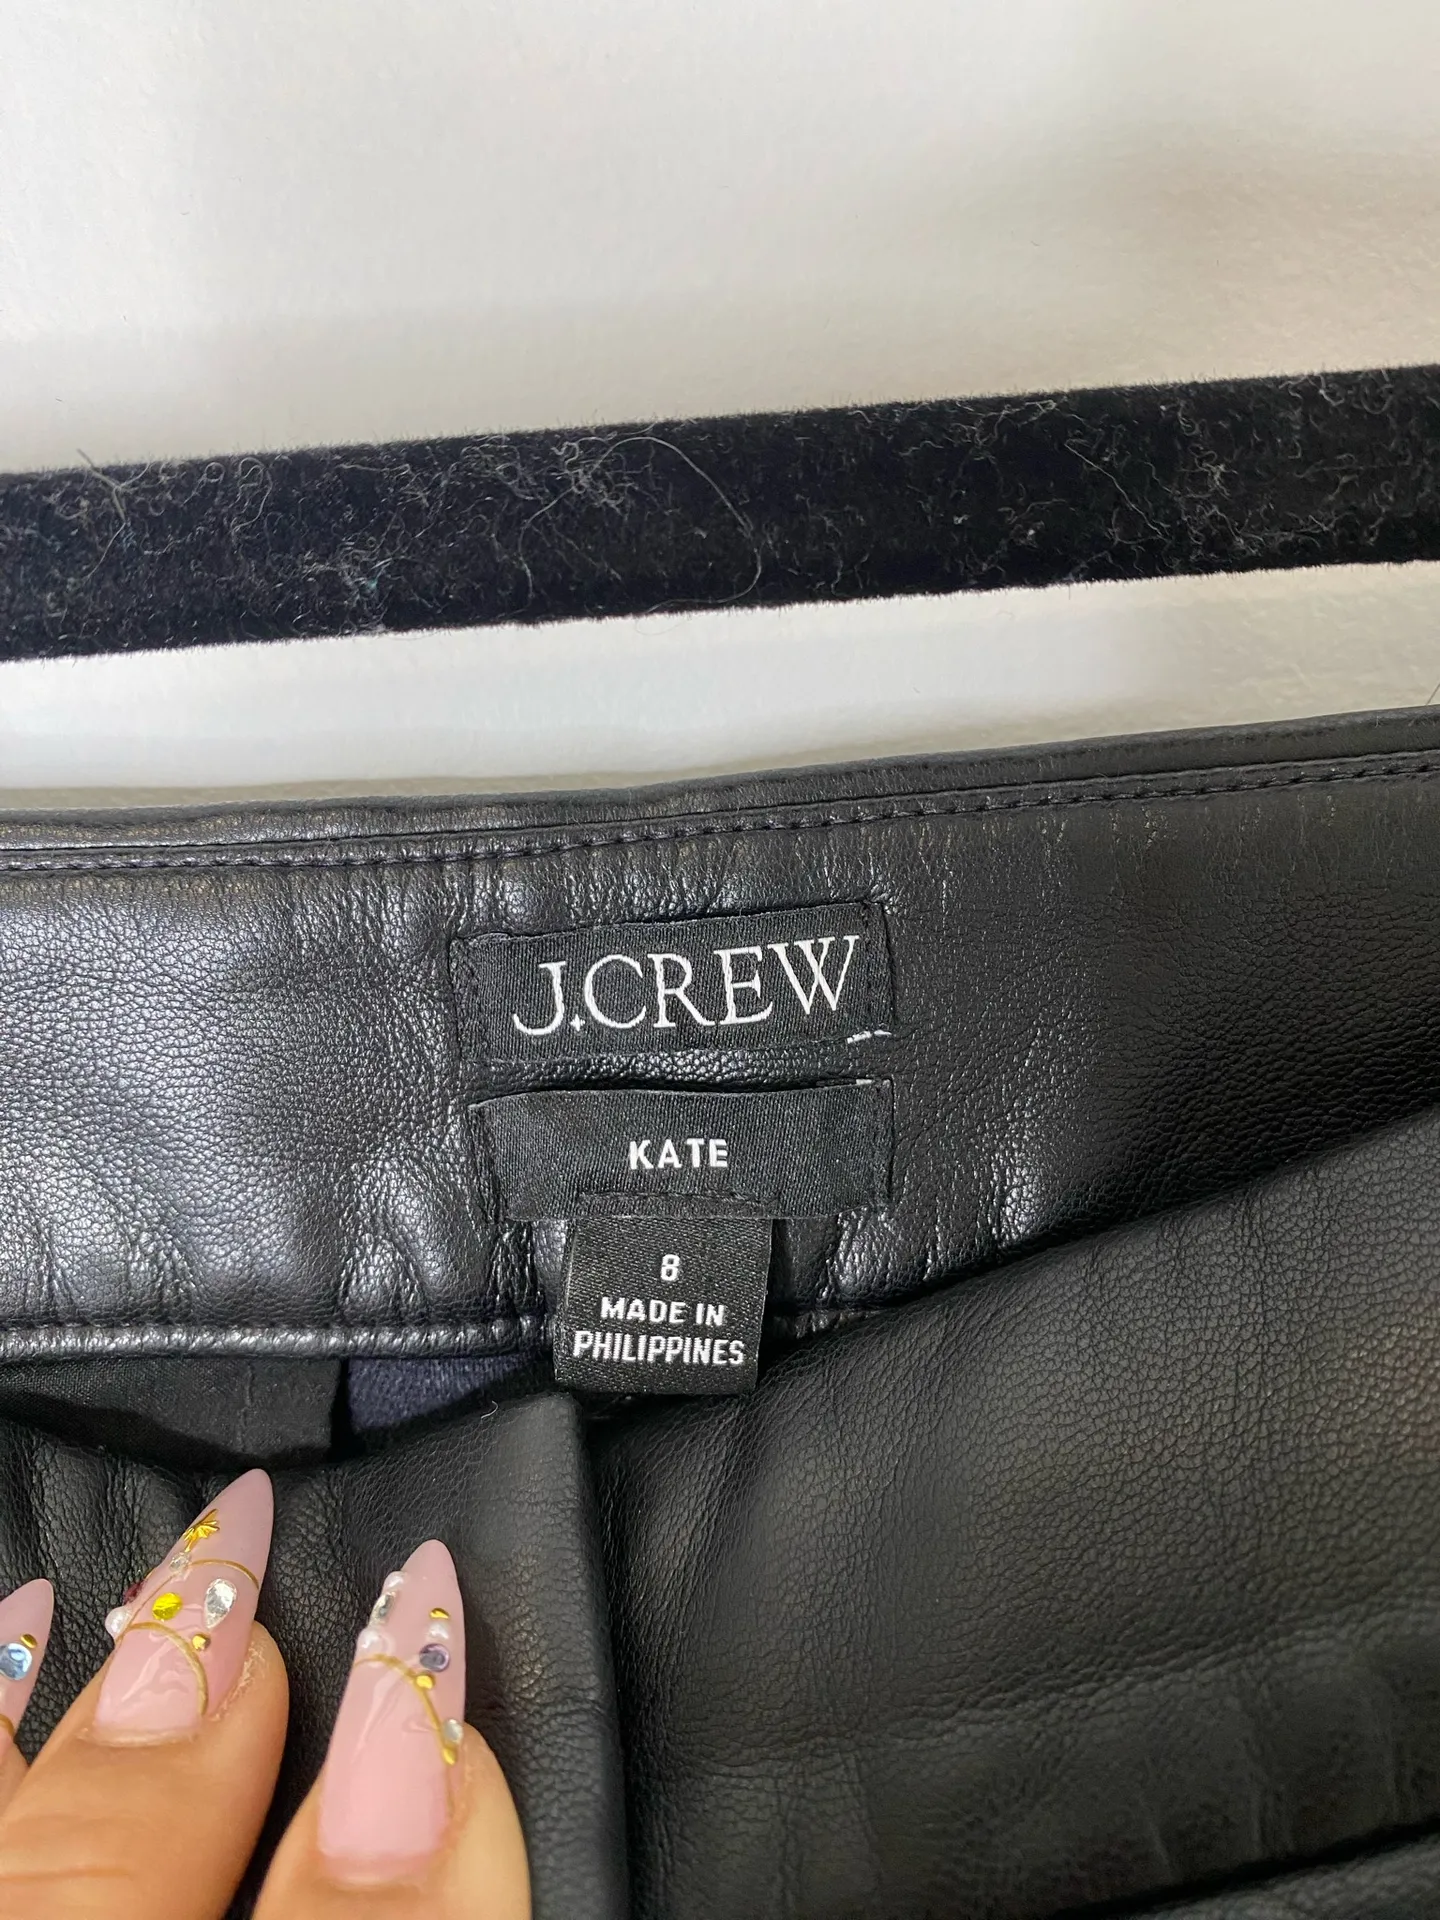 J.CREW
KATE
8
MADE IN
PHILIPPINES